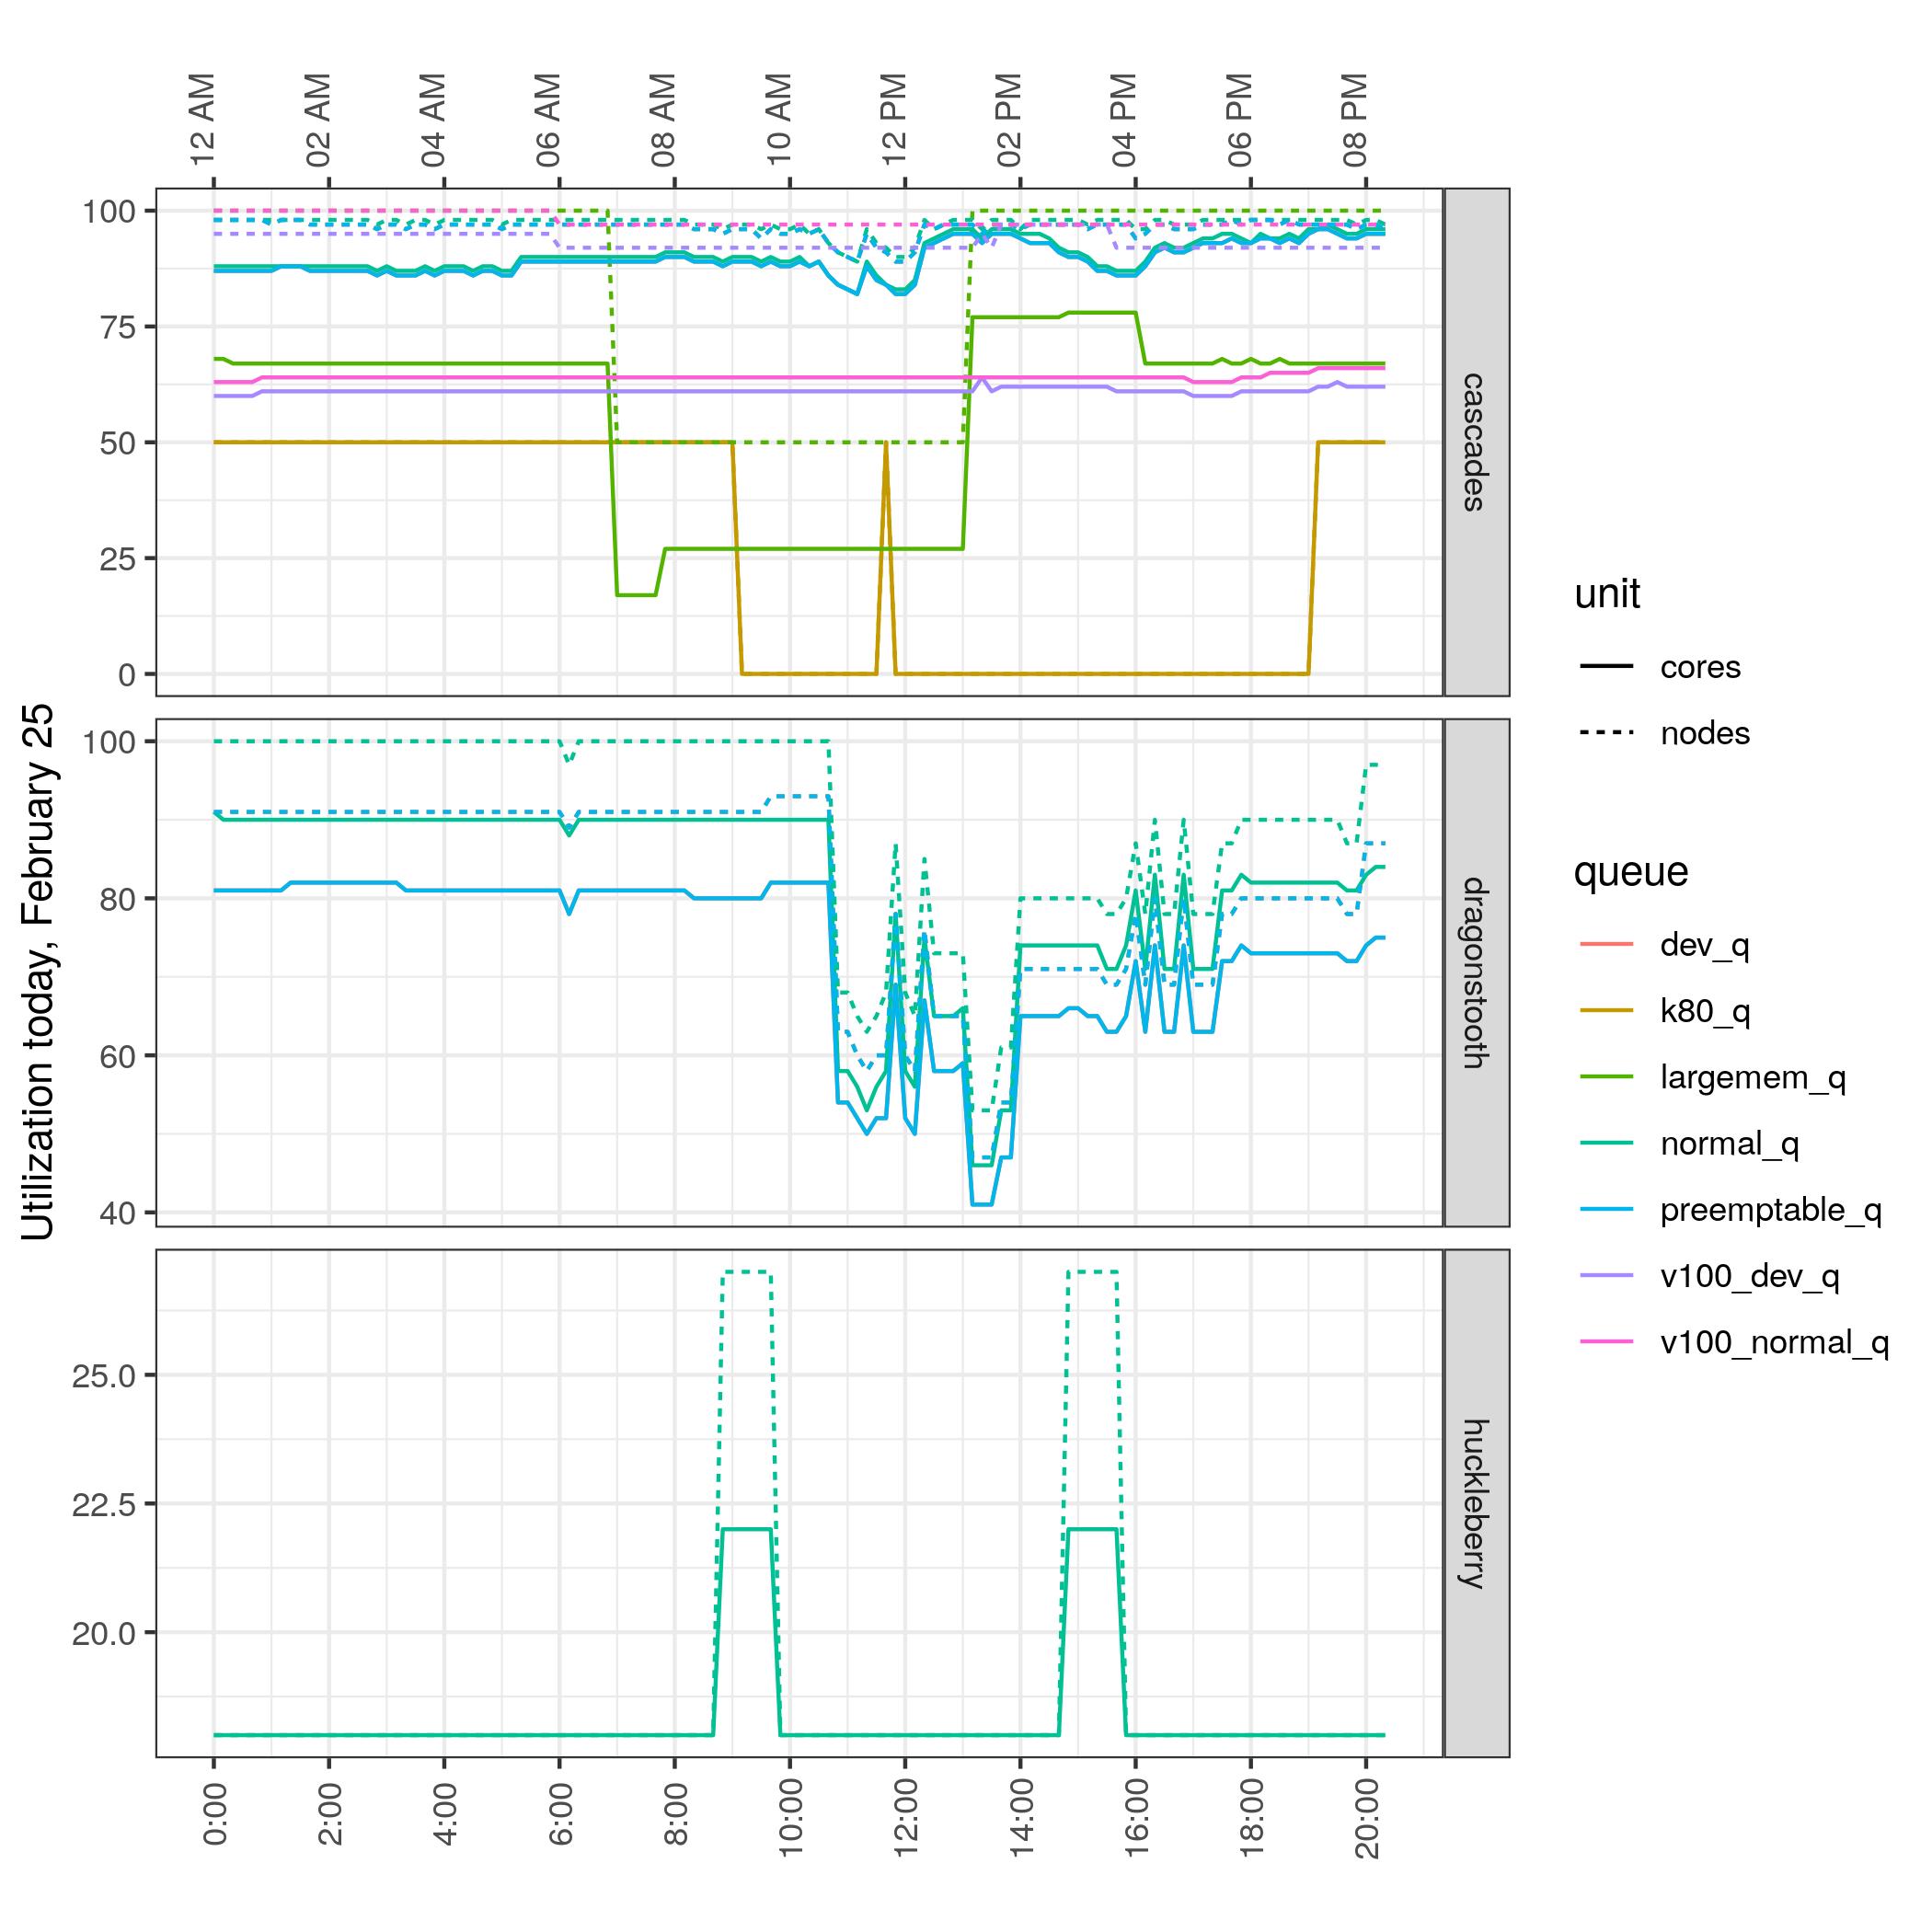 12 AM
02 AM
04 AM
06 AM
08 AM
10 AM
12 PM
02 PM
04 PM
06 PM
08 PM
Utilization today, February 25
100
75
50
25
0
cascades
100
80
60
40
dragonstooth
25.0
22.5
20.0
huckleberry
0:00
2:00
4:00
6:00
8:00
10:00
12:00
14:00
16:00
18:00
20:00
unit
cores
nodes
queue
dev_q
k80_q
largemem_q
normal_q
preemptable_q
v100_dev_q
v100_normal_q